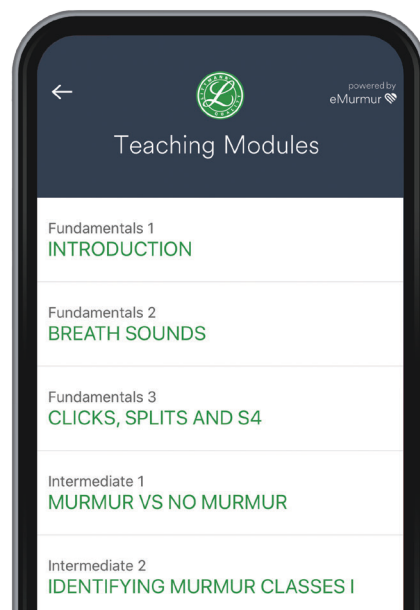 powered by
eMurmur
Teaching Modules
Fundamentals 1
INTRODUCTION
Fundamentals 2
BREATH SOUNDS
Fundamentals 3
CLICKS, SPLITS AND S4
Intermediate 1
MURMUR VS NO MURMUR
Intermediate 2
IDENTIFYING MURMUR CLASSES I